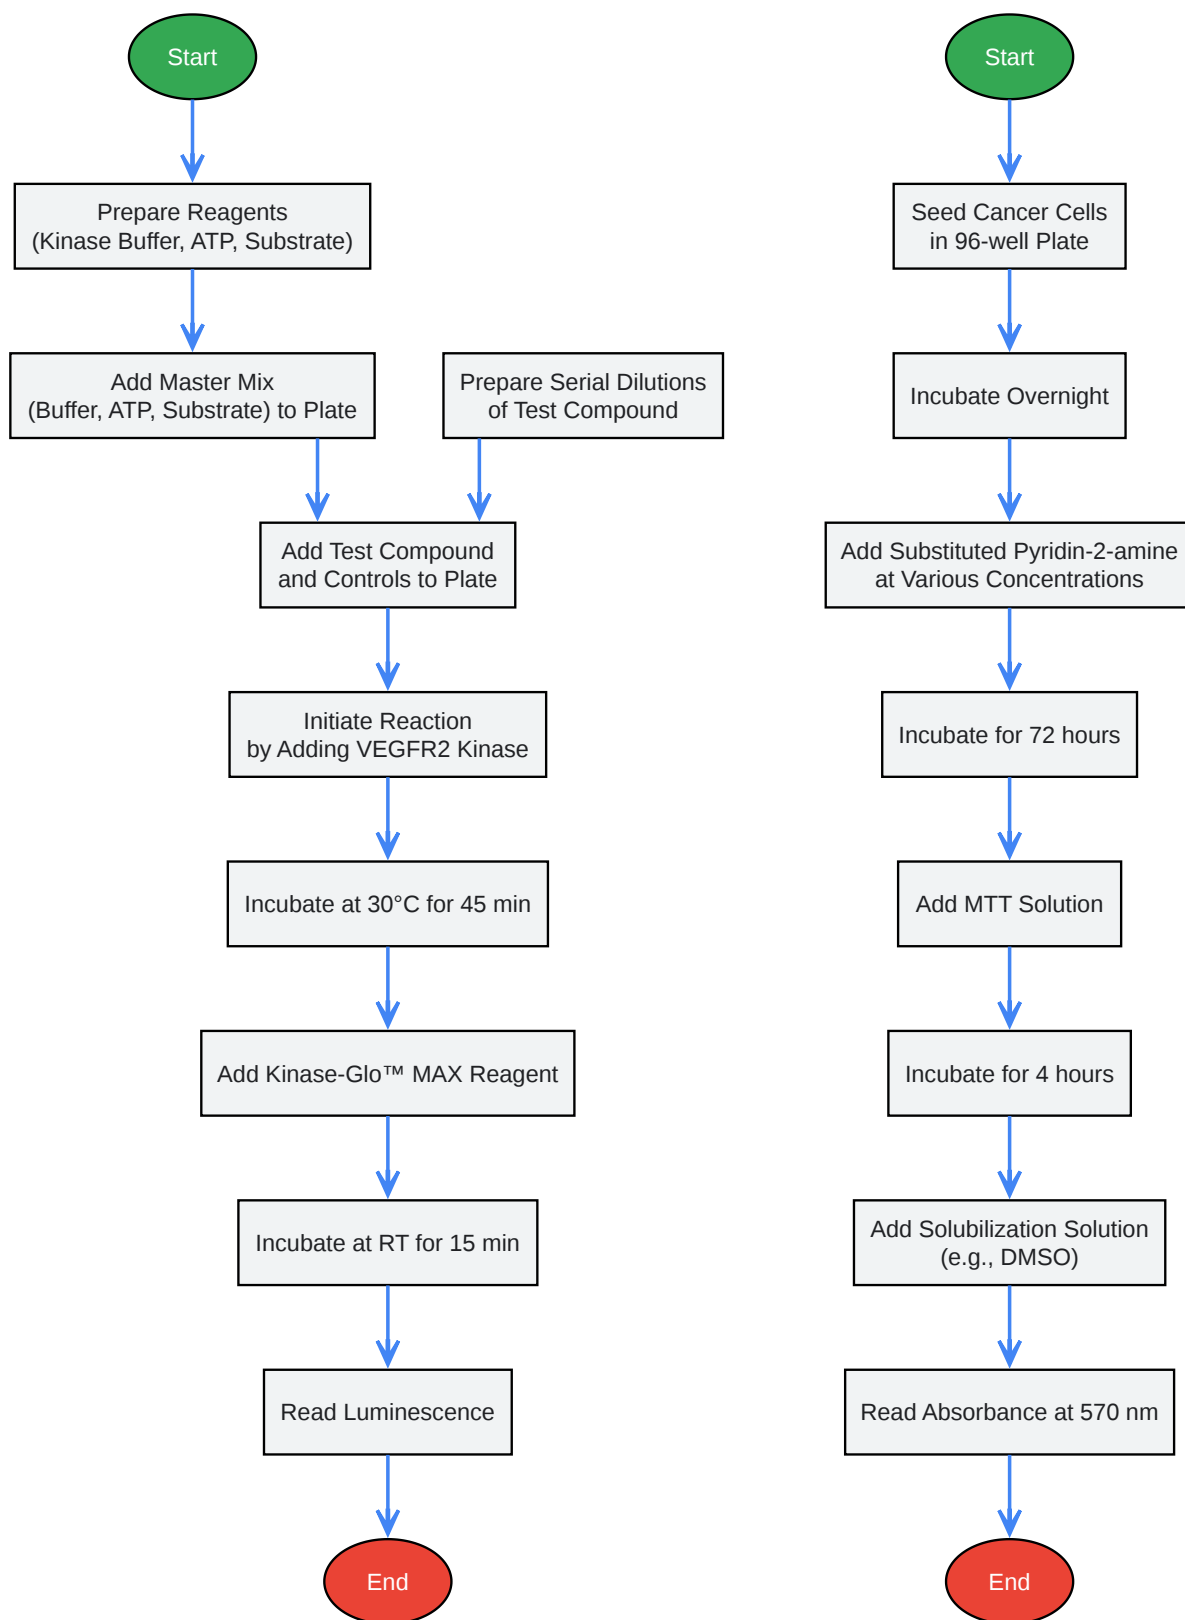 Start
Prepare Reagents
(Kinase Buffer, ATP, Substrate)
Add Master Mix
(Buffer, ATP, Substrate) to Plate
Prepare Serial Dilutions
of Test Compound
Add Test Compound
and Controls to Plate
Initiate Reaction
by Adding VEGFR2 Kinase
Incubate at 30°C for 45 min
Add Kinase-Glo™ MAX Reagent
Incubate at RT for 15 min
Read Luminescence
End
Start
Seed Cancer Cells
in 96-well Plate
Incubate Overnight
Add Substituted Pyridin-2-amine
at Various Concentrations
Incubate for 72 hours
Add MTT Solution
Incubate for 4 hours
Add Solubilization Solution
(e.g., DMSO)
Read Absorbance at 570 nm
End